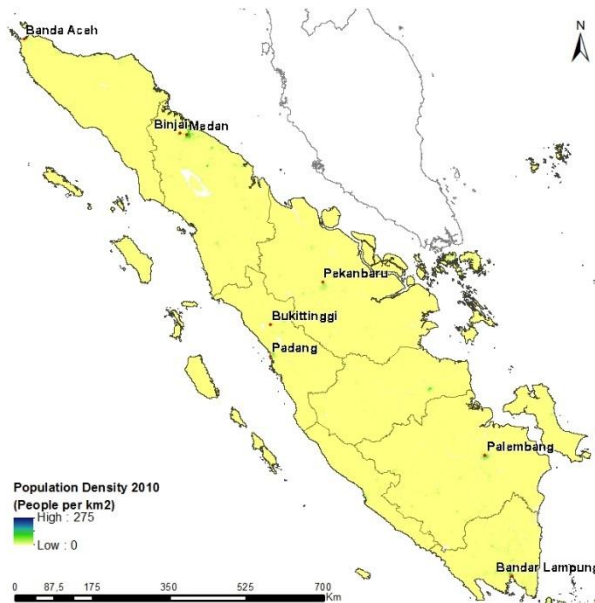 Banda Aceh
N
Binjai Medan
Pekanbaru
Bukittinggi
Padang
Palembang
Population Density 2010
(People per km2)
High : 275
Low : 0
Bandar Lampung
0 87,5 175 350 525 700
Km